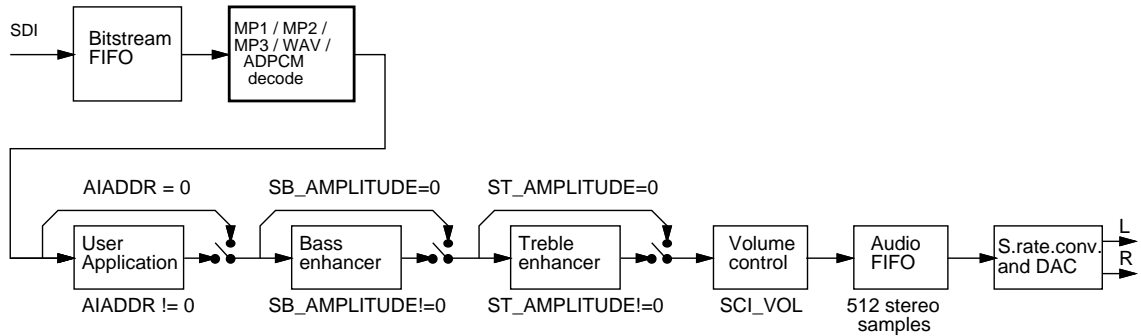 SDI
Bitstream
FIFO
MP1 / MP2 /
MP3 / WAV /
ADPCM
decode
AIADDR = 0
SB_AMPLITUDE=0
ST_AMPLITUDE=0
User
Application
Bass
enhancer
Treble
enhancer
Volume
control
Audio
FIFO
S.rate.conv.
and DAC
L
R
AIADDR != 0
SB_AMPLITUDE!=0
ST_AMPLITUDE!=0
SCI_VOL
512 stereo
samples